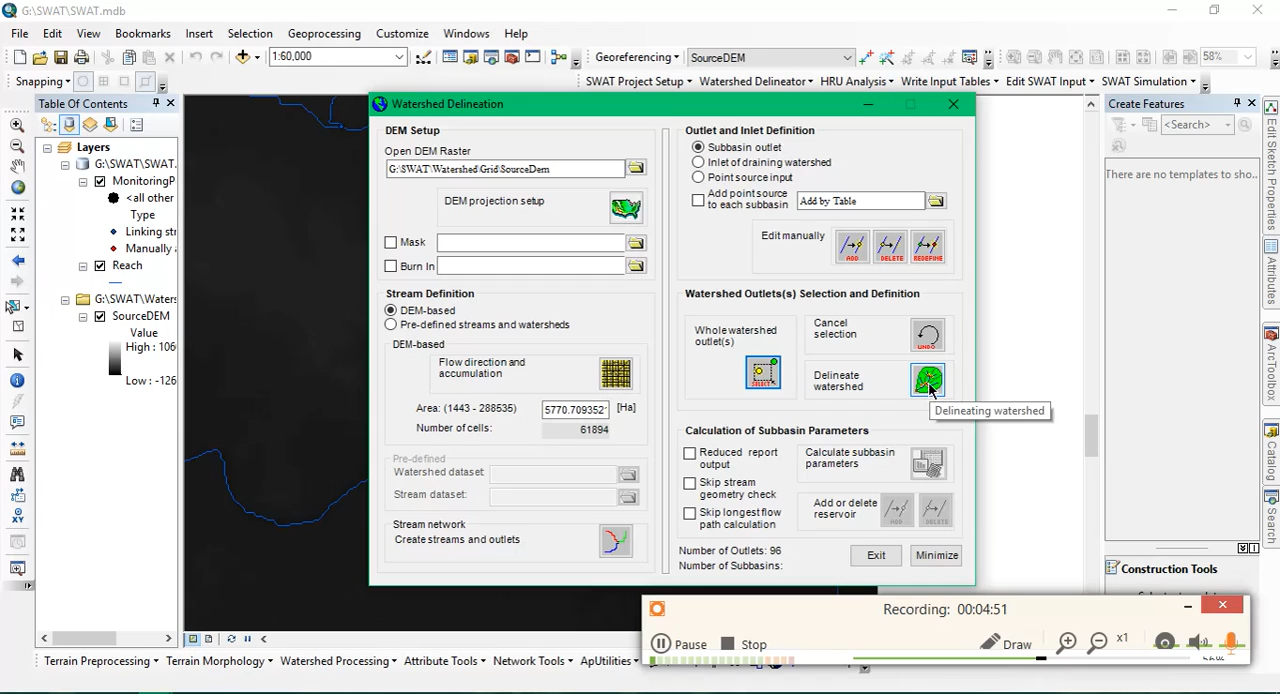 G:\SWAT\SWAT.mdb
File Edit View Bookmarks Insert Selection Geoprocessing Customize Windows Help
1:60,000 Georeferencing SourceDEM 58%
Snapping SWAT Project Setup Watershed Delineator HRU Analysis Write Input Tables Edit SWAT Input SWAT Simulation
Table Of Contents
Layers
G:\SWAT\SWAT.
MonitoringP
<all other
Type
Linking str
Manually a
Reach
G:\SWAT\Waters
SourceDEM
Value
High : 106
Low : -126
Watershed Delineation
DEM Setup
Open DEM Raster
G:\SWAT\Watershed\Grid\SourceDem
DEM projection setup
Mask
Burn In
Stream Definition
DEM-based
Pre-defined streams and watersheds
DEM-based
Flow direction and
accumulation
Area: (1443 - 288535) 5770.709352 [Ha]
Number of cells: 61894
Pre-defined
Watershed dataset
Stream dataset:
Stream network
Create streams and outlets
Outlet and Inlet Definition
Subbasin outlet
Inlet of draining watershed
Point source input
Add point source
to each subbasin
Add by Table
Edit manually
ADD DELETE REDEFINE
Watershed Outlets(s) Selection and Definition
Whole watershed
outlet(s)
SELECT
Cancel
selection
UNDO
Delineate
watershed
Delineating watershed
Calculation of Subbasin Parameters
Reduced report
output
Skip stream
geometry check
Skip longest flow
path calculation
Calculate subbasin
parameters
Add or delete
reservoir
ADD DELETE
Number of Outlets: 96
Number of Subbasins:
Exit Minimize
Create Features
<Search>
There are no templates to sho..
Construction Tools
Edit Sketch Properties
Attributes
ArcToolbox
Catalog
Search
Recording: 00:04:51
Pause Stop Draw x1
Terrain Preprocessing Terrain Morphology Watershed Processing Attribute Tools Network Tools ApUtilities